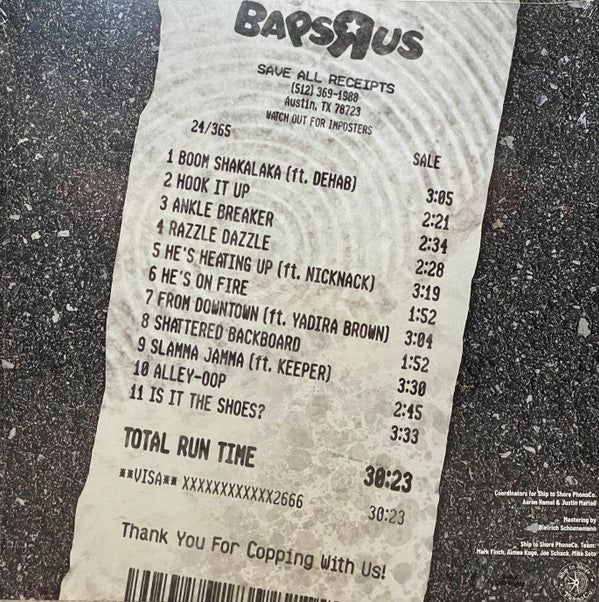 BAPSRUS
SAVE ALL RECEIPTS
(512) 369-1988
Austin, TX 78723
WATCH OUT FOR IMPOSTERS
24/365 SALE
1 BOOM SHAKALAKA (ft. DEHAB) 3:05
2 HOOK IT UP 2:21
3 ANKLE BREAKER 2:34
4 RAZZLE DAZZLE 2:28
5 HE'S HEATING UP (ft. NICKNACK) 3:19
6 HE'S ON FIRE 1:52
7 FROM DOWNTOWN (ft. YADIRA BROWN) 3:04
8 SHATTERED BACKBOARD 1:52
9 SLAMMA JAMMA (ft. KEEPER) 3:30
10 ALLEY-OOP 2:45
11 IS IT THE SHOES? 3:33
TOTAL RUN TIME 30:23
**VISA** XXXXXXXXXXXX2666 30:23
Thank You For Copping With Us!
Coordinators for Ship to Shore PhonoCo.
Aaron Hamel & Justin Martell
Mastering by
Dietrich Schoenemann
Ship to Shore PhonoCo. Team:
Mark Finch, Aimee Kuge, Joe Schack, Mike Soto